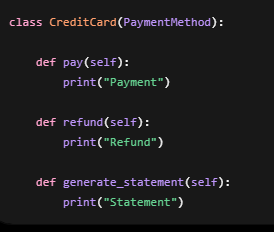 class CreditCard(PaymentMethod):
    def pay(self):
        print("Payment")
    def refund(self):
        print("Refund")
    def generate_statement(self):
        print("Statement")